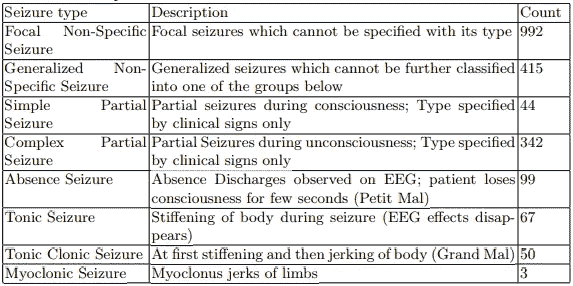 Seizure type Description Count
Focal Non-Specific Seizure Focal seizures which cannot be specified with its type 992
Generalized Non-Specific Seizure Generalized seizures which cannot be further classified into one of the groups below 415
Simple Partial Seizure Partial seizures during consciousness; Type specified by clinical signs only 44
Complex Partial Seizure Partial Seizures during unconsciousness; Type specified by clinical signs only 342
Absence Seizure Absence Discharges observed on EEG; patient loses consciousness for few seconds (Petit Mal) 99
Tonic Seizure Stiffening of body during seizure (EEG effects disappears) 67
Tonic Clonic Seizure At first stiffening and then jerking of body (Grand Mal) 50
Myoclonic Seizure Myoclonus jerks of limbs 3